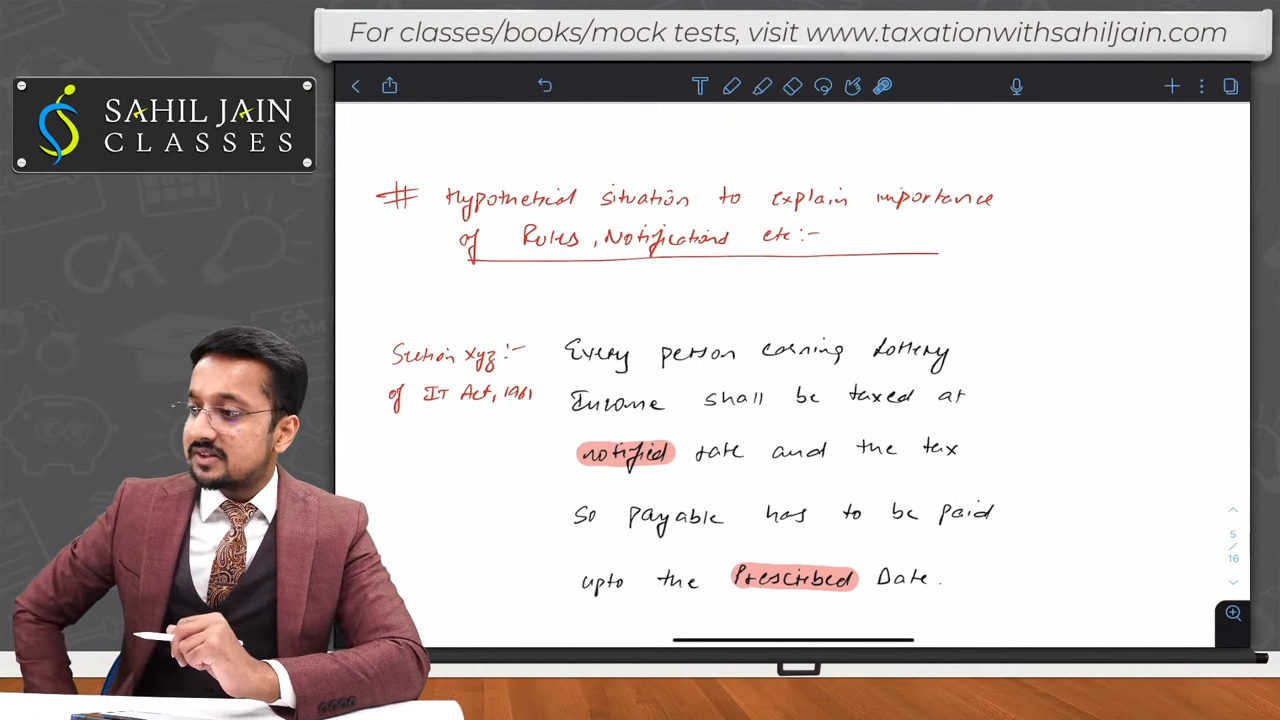 For classes/books/mock tests, visit www.taxationwithsahiljain.com
SAHIL JAIN
CLASSES
# Hypothetical situation to explain importance
of Rules, Notifications etc:-
Section xyz:-
of IT Act, 1961
Every person earning Lottery
Income shall be taxed at
notified rate and the tax
so payable has to be paid
upto the Prescribed Date.
5
/
16